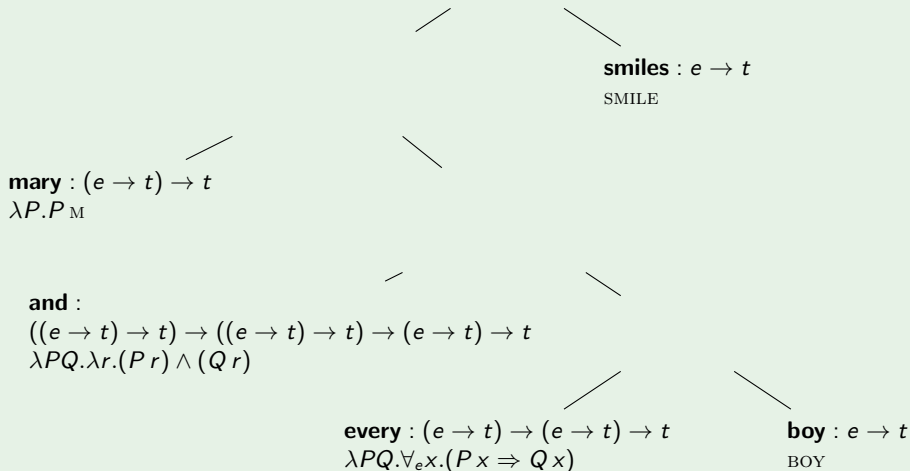 smiles : e → t
SMILE
mary : (e → t) → t
λP.P M
and :
((e → t) → t) → ((e → t) → t) → (e → t) → t
λPQ.λr.(P r) ∧ (Q r)
every : (e → t) → (e → t) → t
λPQ.∀ₑx.(P x ⇒ Q x)
boy : e → t
BOY